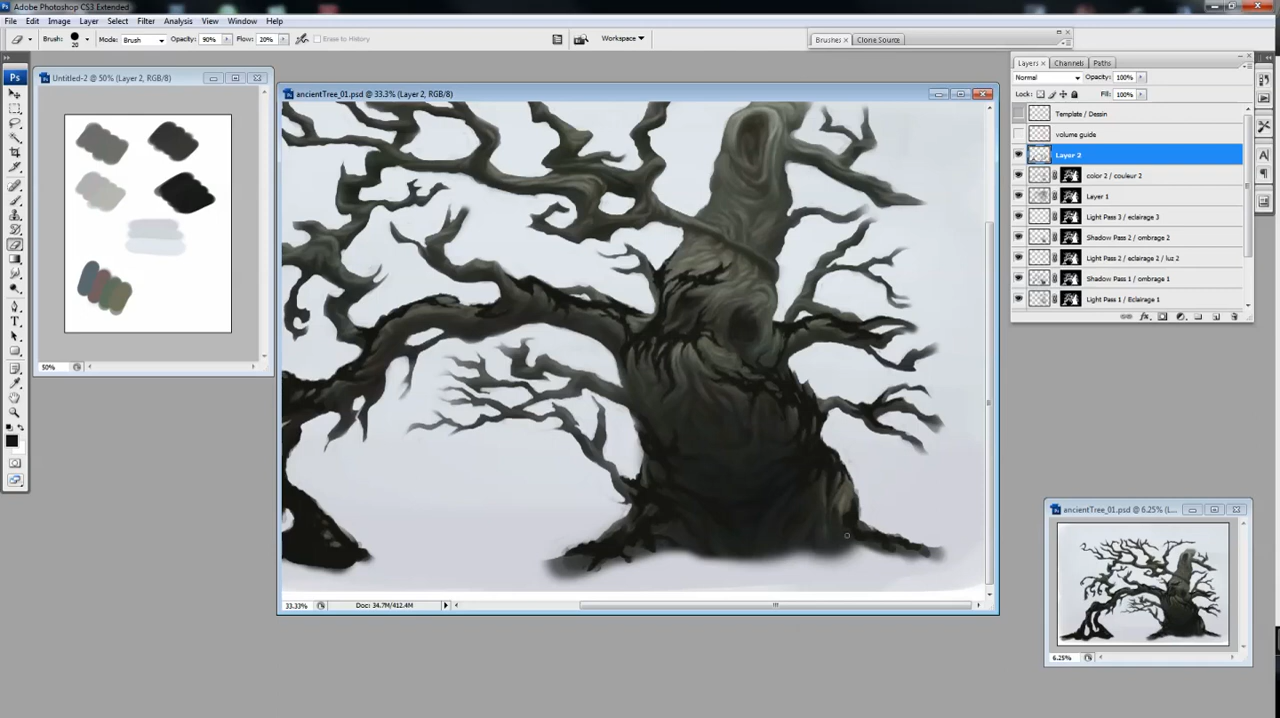 Ps Adobe Photoshop CS3 Extended
File Edit Image Layer Select Filter Analysis View Window Help
Brush: 20 Mode: Brush Opacity: 90% Flow: 20% Erase to History Workspace Brushes × Clone Source
Ps
Untitled-2 @ 50% (Layer 2, RGB/8)
50%
ancientTree_01.psd @ 33.3% (Layer 2, RGB/8)
33.33% Doc: 34.7M/412.4M
Layers × Channels Paths
Normal Opacity: 100%
Lock: Fill: 100%
Template / Dessin
volume guide
Layer 2
color 2 / couleur 2
Layer 1
Light Pass 3 / eclairage 3
Shadow Pass 2 / ombrage 2
Light Pass 2 / eclairage 2 / luz 2
Shadow Pass 1 / ombrage 1
Light Pass 1 / Eclairage 1
ancientTree_01.psd @ 6.25% (L...
6.25%